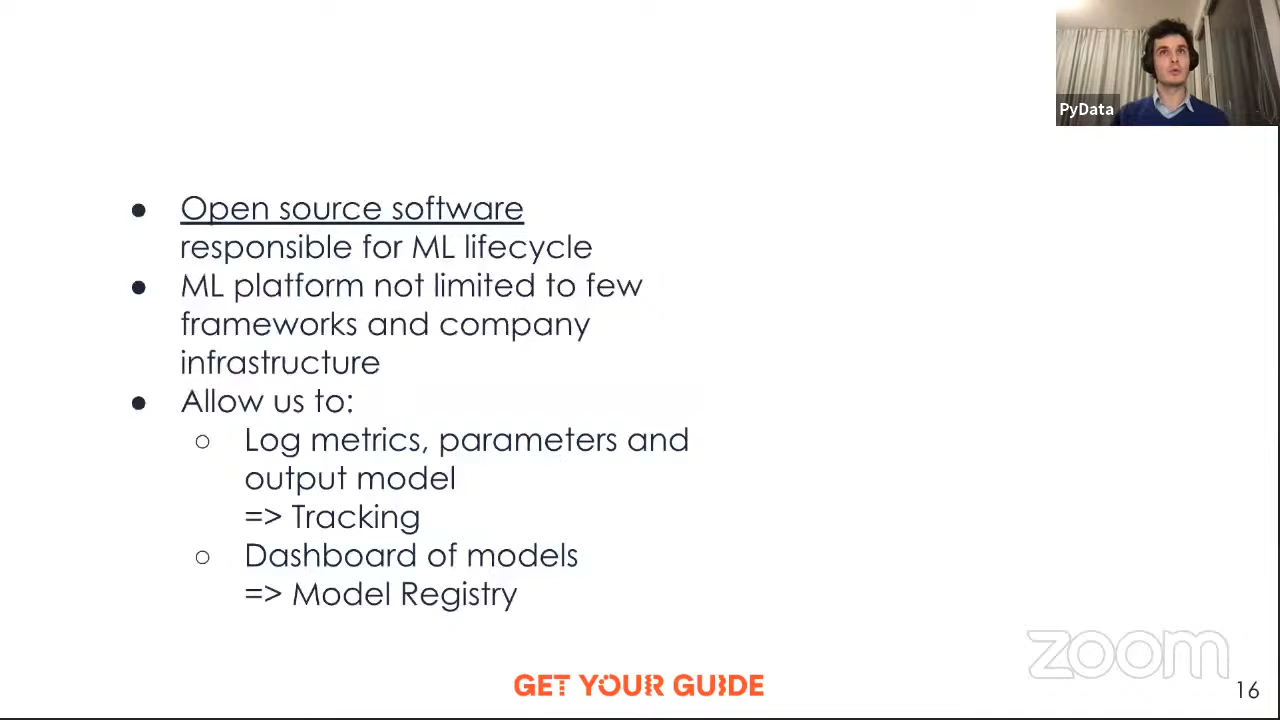 PyData
● Open source software
responsible for ML lifecycle
● ML platform not limited to few
frameworks and company
infrastructure
● Allow us to:
○ Log metrics, parameters and
output model
=> Tracking
○ Dashboard of models
=> Model Registry
zoom
GET YOUR GUIDE
16